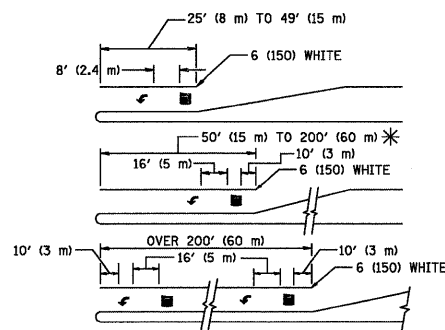 25' (8 m) TO 49' (15 m)
6 (150) WHITE
8' (2.4 m)
50' (15 m) TO 200' (60 m) ✳
16' (5 m)
10' (3 m)
6 (150) WHITE
OVER 200' (60 m)
10' (3 m)
16' (5 m)
10' (3 m)
6 (150) WHITE